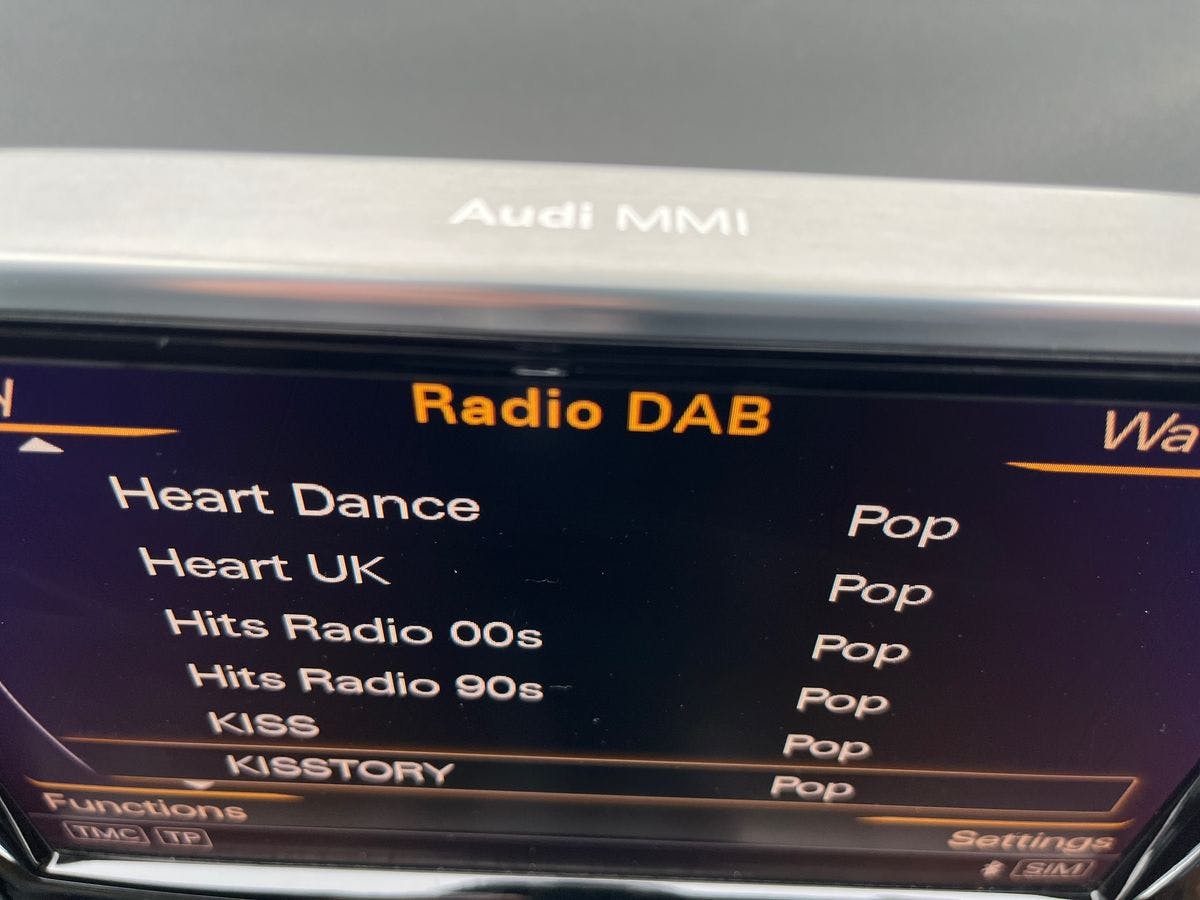 Audi MMI
Radio DAB
Wa
Heart Dance Pop
Heart UK Pop
Hits Radio 00s Pop
Hits Radio 90s Pop
KISS Pop
KISSTORY Pop
Functions Settings
TMC TP SIM